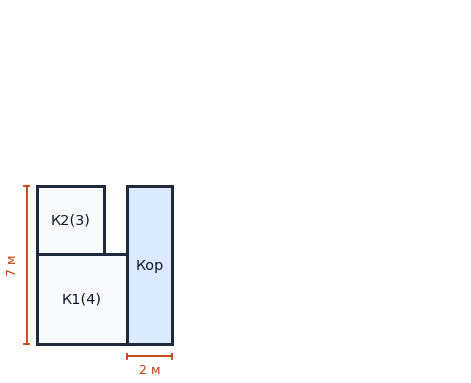 К2(3)
Кор
7 м
К1(4)
2 м